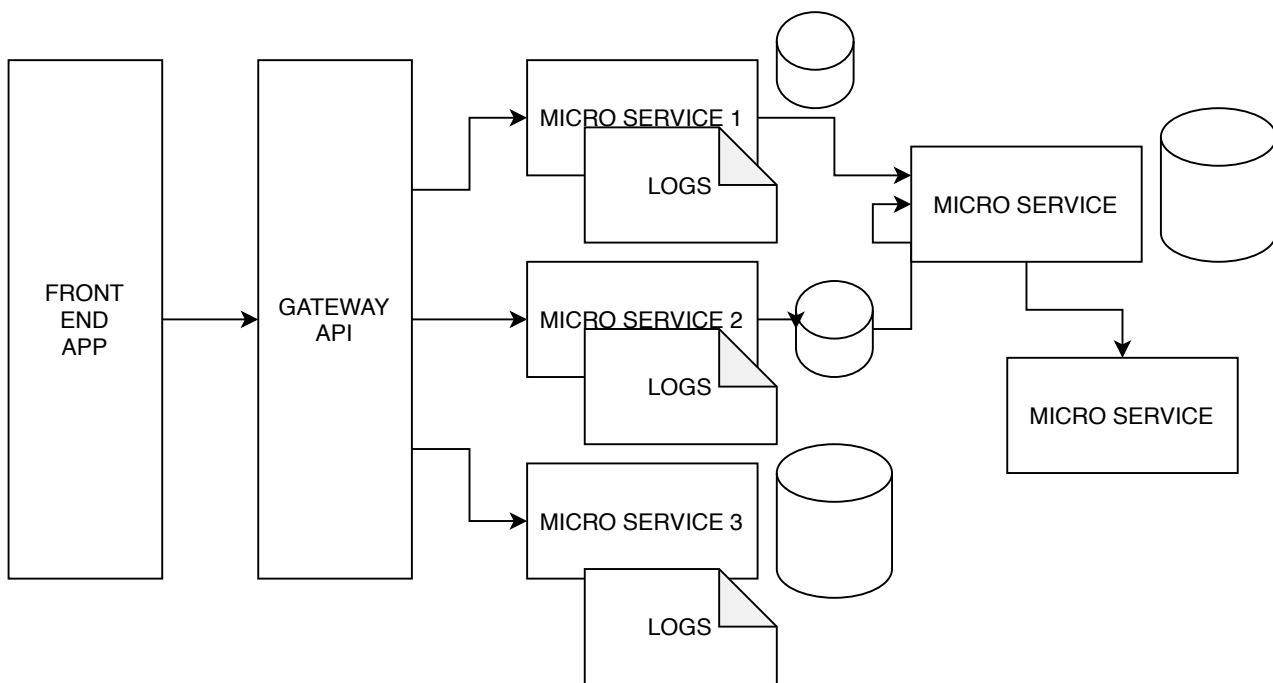 FRONT
END
APP
GATEWAY
API
MICRO SERVICE 1
LOGS
MICRO SERVICE 2
LOGS
MICRO SERVICE 3
LOGS
MICRO SERVICE
MICRO SERVICE